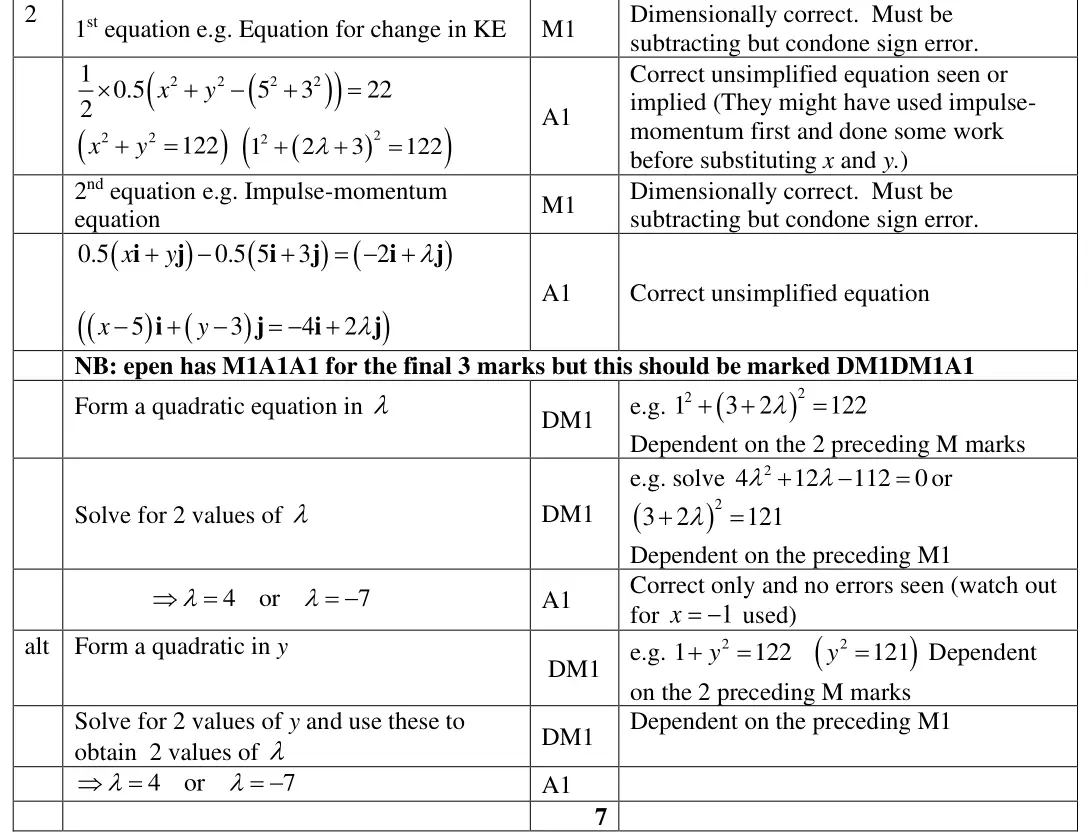 2
1st equation e.g. Equation for change in KE
M1
Dimensionally correct. Must be
subtracting but condone sign error.
1/2 ×0.5(x² + y² − (5² + 3²)) = 22
(x² + y² = 122) (1² + (2λ + 3)² = 122)
A1
Correct unsimplified equation seen or
implied (They might have used impulse-
momentum first and done some work
before substituting x and y.)
2nd equation e.g. Impulse-momentum
equation
M1
Dimensionally correct. Must be
subtracting but condone sign error.
0.5(xi + yj) − 0.5(5i + 3j) = (−2i + λj)
((x − 5)i + (y − 3)j = −4i + 2λj)
A1
Correct unsimplified equation
NB: epen has M1A1A1 for the final 3 marks but this should be marked DM1DM1A1
Form a quadratic equation in λ
DM1
e.g. 1² + (3 + 2λ)² = 122
Dependent on the 2 preceding M marks
Solve for 2 values of λ
DM1
e.g. solve 4λ² + 12λ − 112 = 0 or
(3 + 2λ)² = 121
Dependent on the preceding M1
⇒ λ = 4 or λ = −7
A1
Correct only and no errors seen (watch out
for x = −1 used)
alt
Form a quadratic in y
DM1
e.g. 1 + y² = 122 (y² = 121) Dependent
on the 2 preceding M marks
Solve for 2 values of y and use these to
obtain 2 values of λ
DM1
Dependent on the preceding M1
⇒ λ = 4 or λ = −7
A1
7